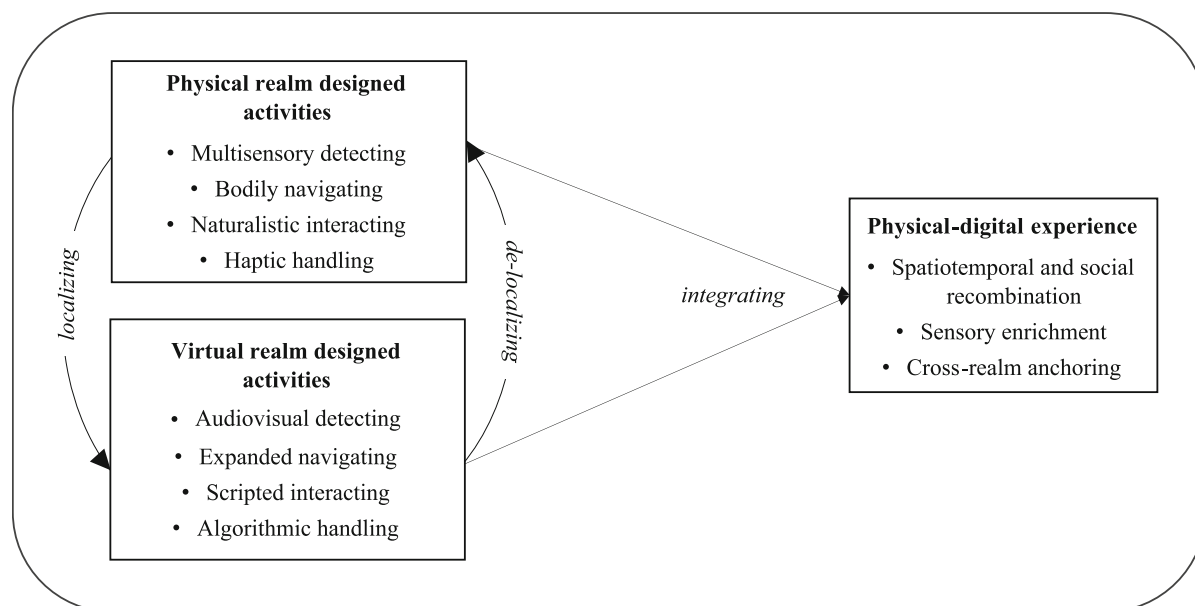 Physical realm designed
activities
• Multisensory detecting
• Bodily navigating
• Naturalistic interacting
• Haptic handling
localizing
de-localizing
Virtual realm designed
activities
• Audiovisual detecting
• Expanded navigating
• Scripted interacting
• Algorithmic handling
integrating
Physical-digital experience
• Spatiotemporal and social
recombination
• Sensory enrichment
• Cross-realm anchoring